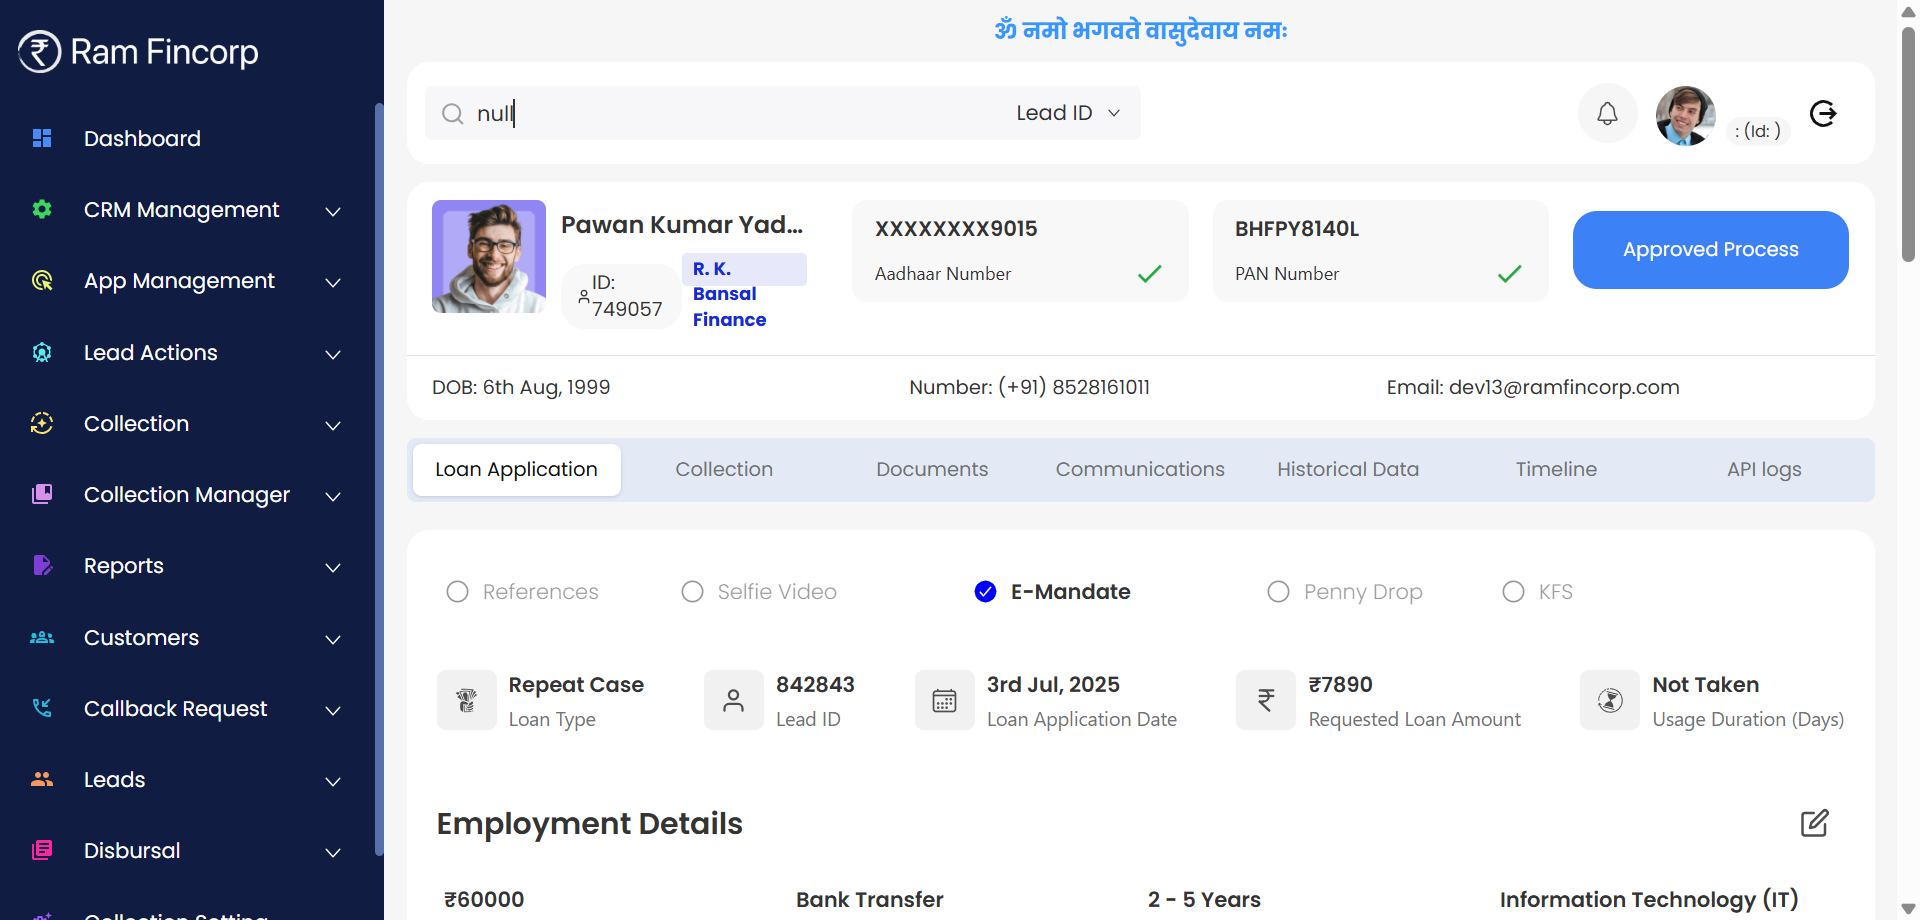 ॐ नमो भगवते वासुदेवाय नमः
Ram Fincorp
null
Lead ID
: (Id: )
Dashboard
CRM Management
App Management
Lead Actions
Collection
Collection Manager
Reports
Customers
Callback Request
Leads
Disbursal
Collection Setting
Pawan Kumar Yad...
ID:
749057
R. K.
Bansal
Finance
XXXXXXXX9015
Aadhaar Number
BHFPY8140L
PAN Number
Approved Process
DOB: 6th Aug, 1999
Number: (+91) 8528161011
Email: dev13@ramfincorp.com
Loan Application
Collection
Documents
Communications
Historical Data
Timeline
API logs
References
Selfie Video
E-Mandate
Penny Drop
KFS
Repeat Case
Loan Type
842843
Lead ID
3rd Jul, 2025
Loan Application Date
₹7890
Requested Loan Amount
Not Taken
Usage Duration (Days)
Employment Details
₹60000
Bank Transfer
2 - 5 Years
Information Technology (IT)